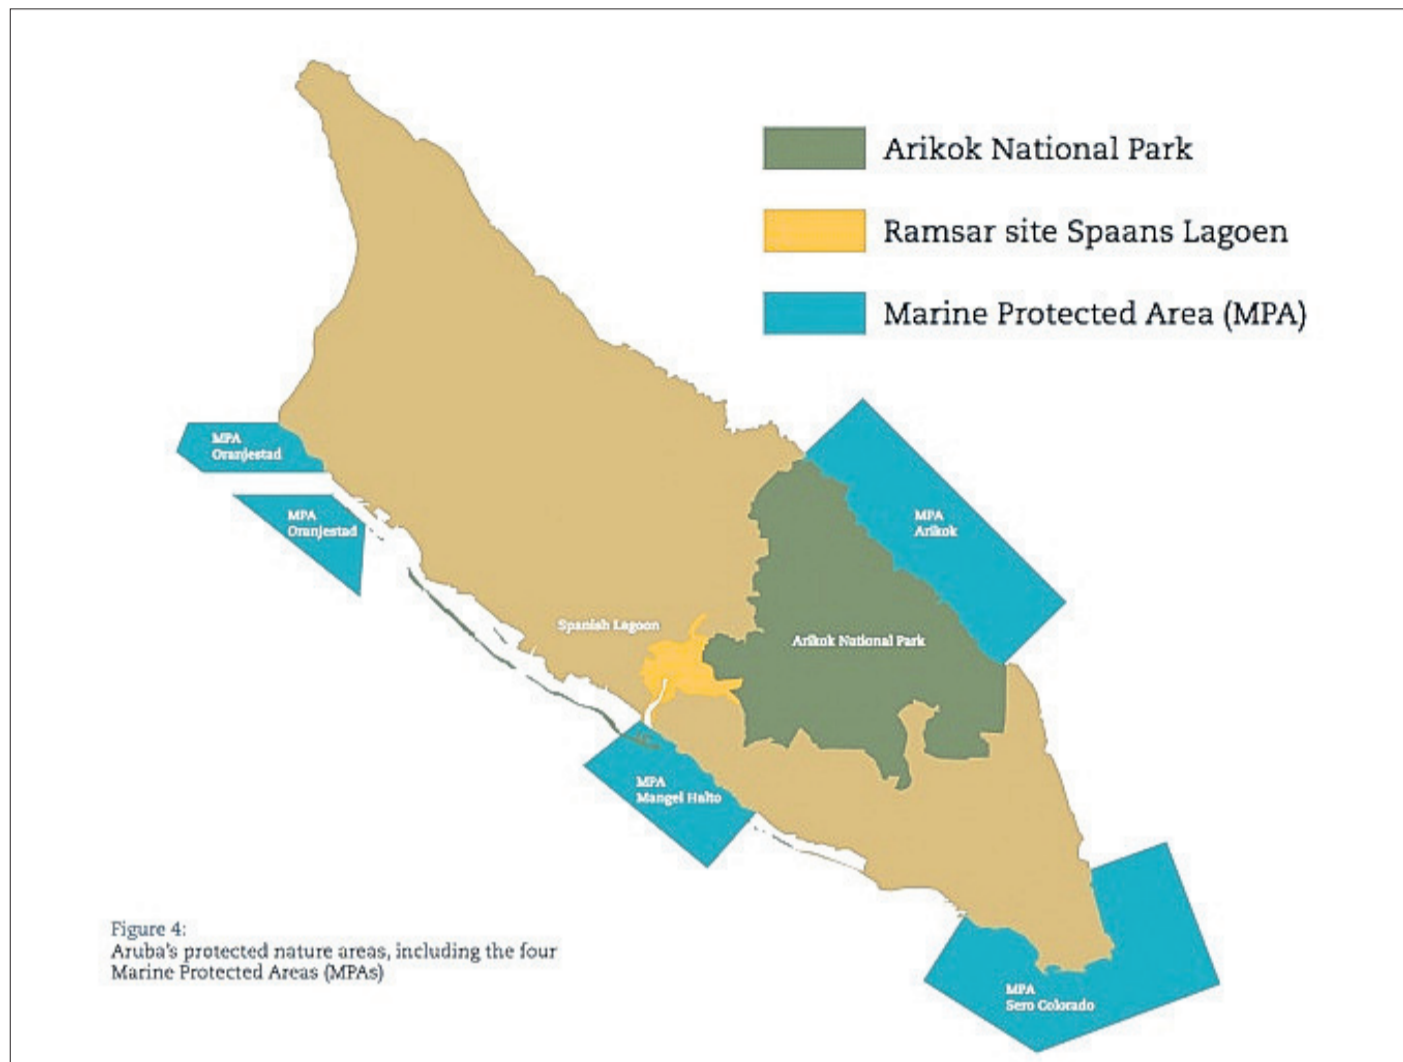 Arikok National Park
Ramsar site Spaans Lagoen
Marine Protected Area (MPA)
MPA
Oranjestad
MPA
Oranjestad
MPA
Arikok
Spanish Lagoon
Arikok National Park
MPA
Mangel Halto
MPA
Sero Colorado
Figure 4:
Aruba's protected nature areas, including the four
Marine Protected Areas (MPAs)